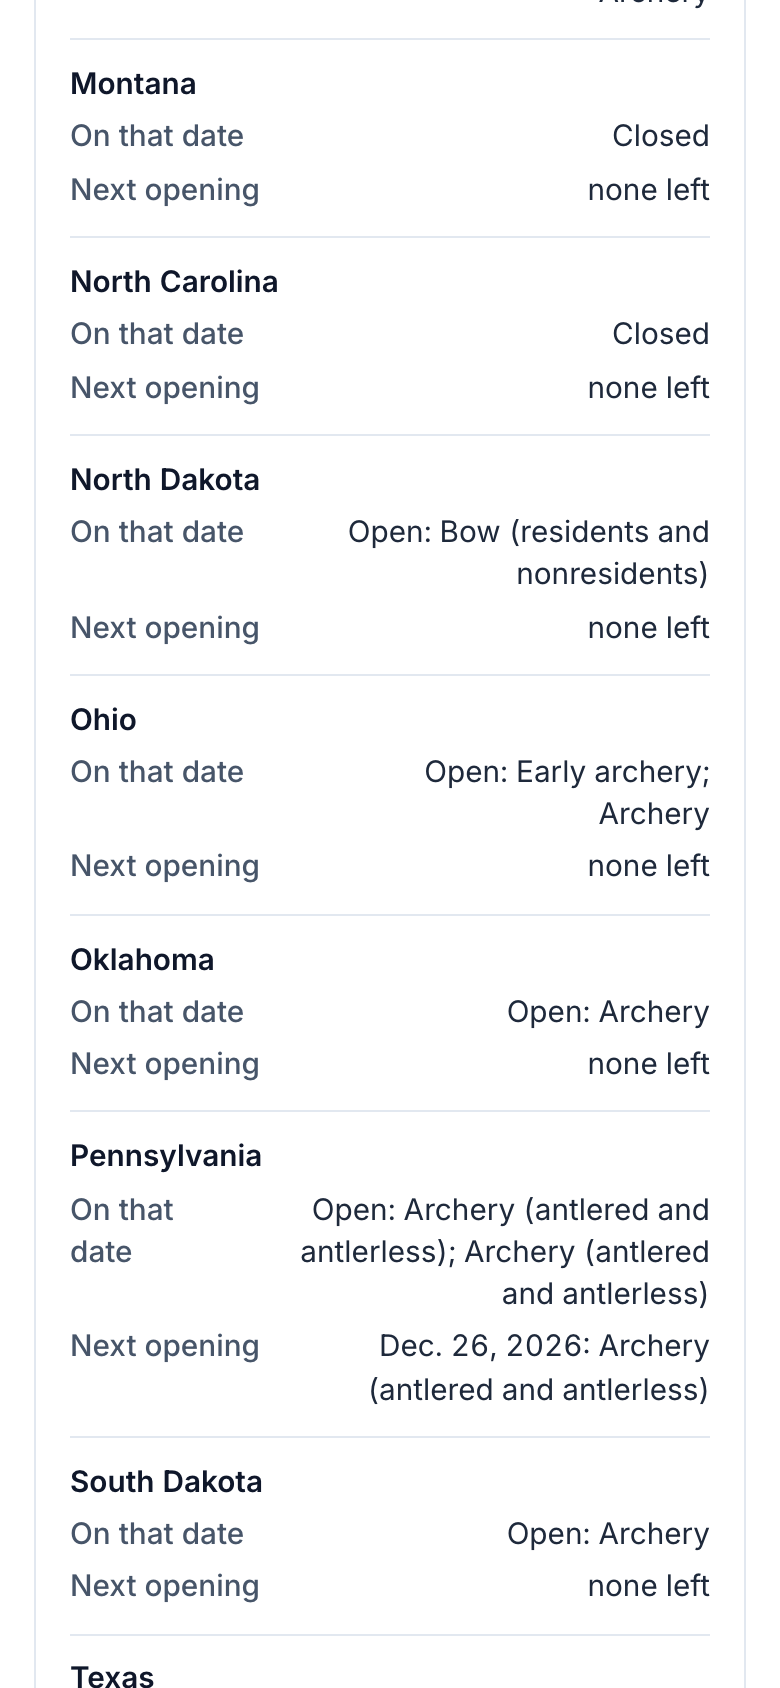 Archery
Montana
On that date Closed
Next opening none left
North Carolina
On that date Closed
Next opening none left
North Dakota
On that date Open: Bow (residents and
nonresidents)
Next opening none left
Ohio
On that date Open: Early archery;
Archery
Next opening none left
Oklahoma
On that date Open: Archery
Next opening none left
Pennsylvania
On that Open: Archery (antlered and
date antlerless); Archery (antlered
and antlerless)
Next opening Dec. 26, 2026: Archery
(antlered and antlerless)
South Dakota
On that date Open: Archery
Next opening none left
Texas